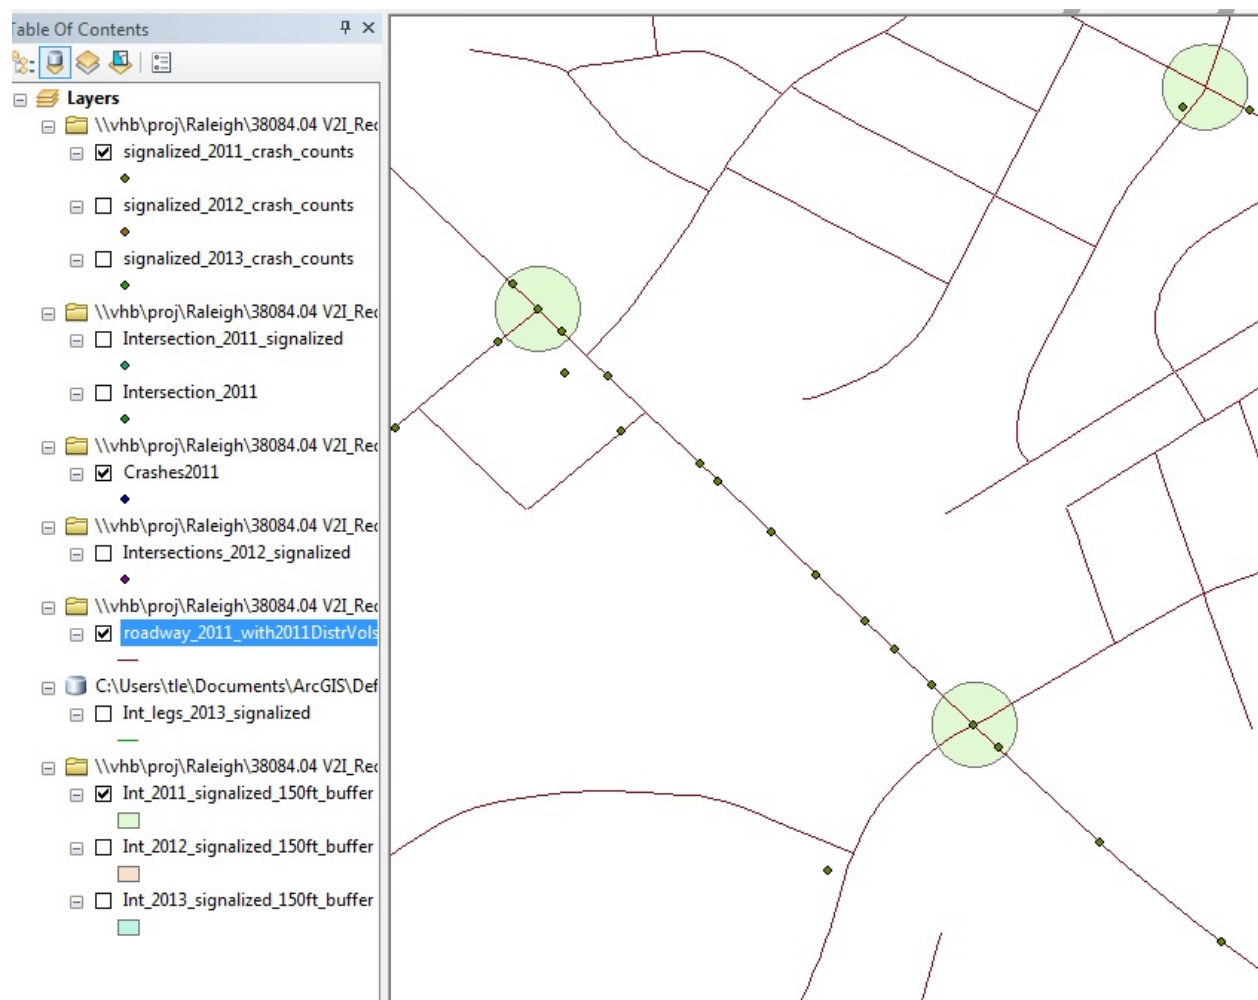 Table Of Contents
Layers
\\vhb\proj\Raleigh\38084.04 V2I_Rec
signalized_2011_crash_counts
signalized_2012_crash_counts
signalized_2013_crash_counts
\\vhb\proj\Raleigh\38084.04 V2I_Rec
Intersection_2011_signalized
Intersection_2011
\\vhb\proj\Raleigh\38084.04 V2I_Rec
Crashes2011
\\vhb\proj\Raleigh\38084.04 V2I_Rec
Intersections_2012_signalized
\\vhb\proj\Raleigh\38084.04 V2I_Rec
roadway_2011_with2011DistrVols
C:\Users\tle\Documents\ArcGIS\Def
Int_legs_2013_signalized
\\vhb\proj\Raleigh\38084.04 V2I_Rec
Int_2011_signalized_150ft_buffer
Int_2012_signalized_150ft_buffer
Int_2013_signalized_150ft_buffer